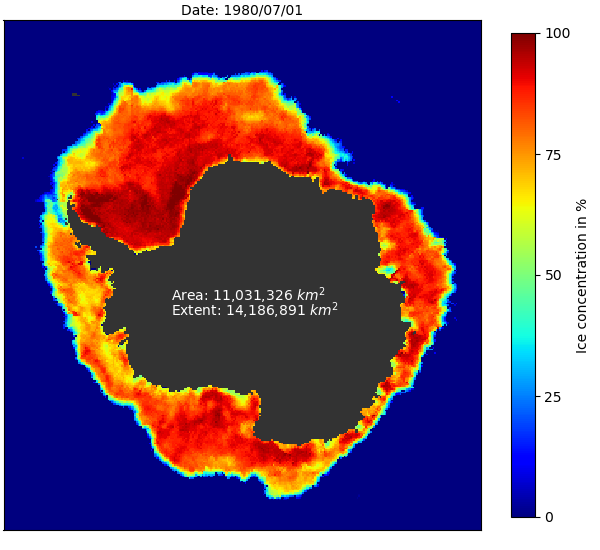 Date: 1980/07/01
Area: 11,031,326 km²
Extent: 14,186,891 km²
100
75
50
25
0
Ice concentration in %